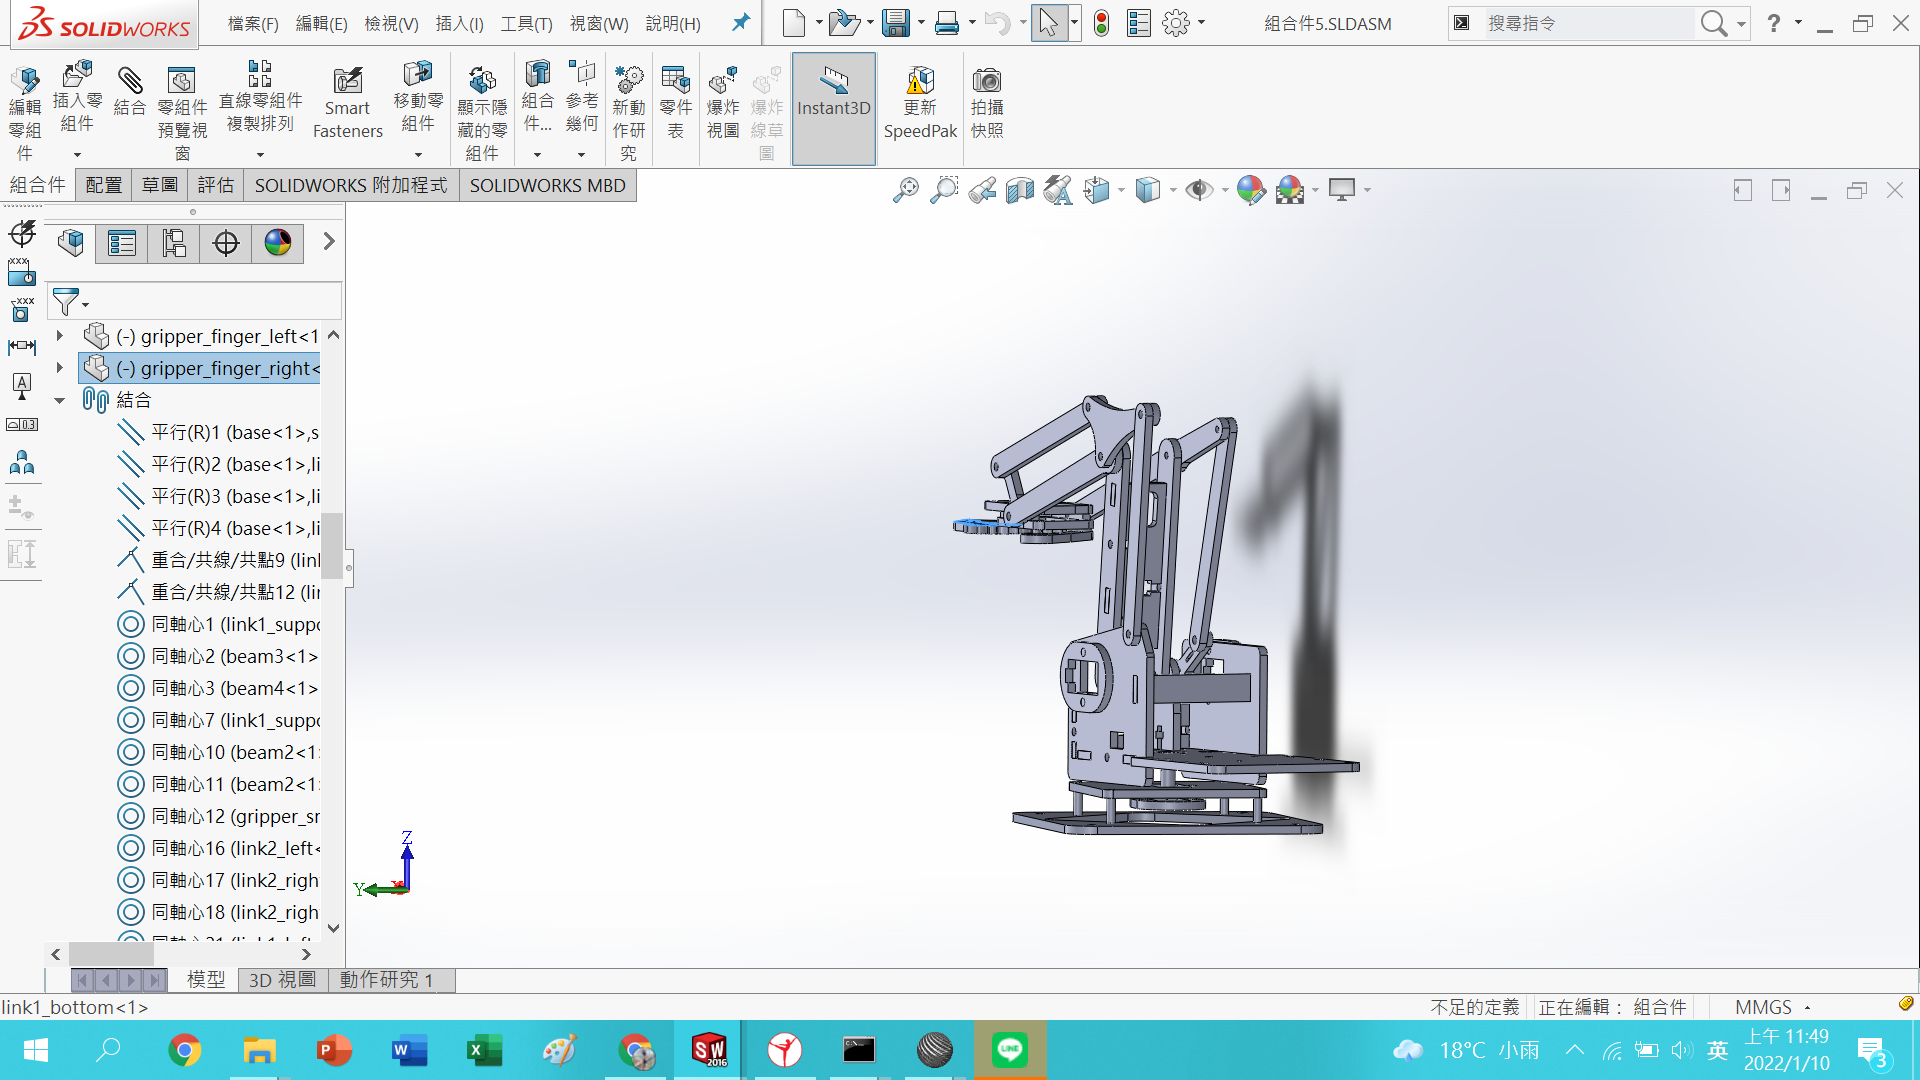 SOLIDWORKS
檔案(F) 編輯(E) 檢視(V) 插入(I) 工具(T) 視窗(W) 說明(H)
組合件5.SLDASM
搜尋指令
?
編輯零組件
插入零組件
結合
零組件預覽視窗
直線零組件複製排列
Smart Fasteners
移動零組件
顯示隱藏的零組件
組合件...
參考幾何
新動作研究
零件表
爆炸視圖
爆炸線草圖
Instant3D
更新 SpeedPak
拍攝快照
組合件 配置 草圖 評估 SOLIDWORKS 附加程式 SOLIDWORKS MBD
(-) gripper_finger_left<1
(-) gripper_finger_right<
結合
平行(R)1 (base<1>,s
平行(R)2 (base<1>,li
平行(R)3 (base<1>,li
平行(R)4 (base<1>,li
重合/共線/共點9 (link
重合/共線/共點12 (lin
同軸心1 (link1_suppo
同軸心2 (beam3<1>
同軸心3 (beam4<1>
同軸心7 (link1_suppo
同軸心10 (beam2<1
同軸心11 (beam2<1
同軸心12 (gripper_sn
同軸心16 (link2_left<
同軸心17 (link2_righ
同軸心18 (link2_righ
Z
Y
模型 3D 視圖 動作研究 1
link1_bottom<1>
不足的定義 正在編輯： 組合件 MMGS
18°C 小雨
英
上午 11:49
2022/1/10
3